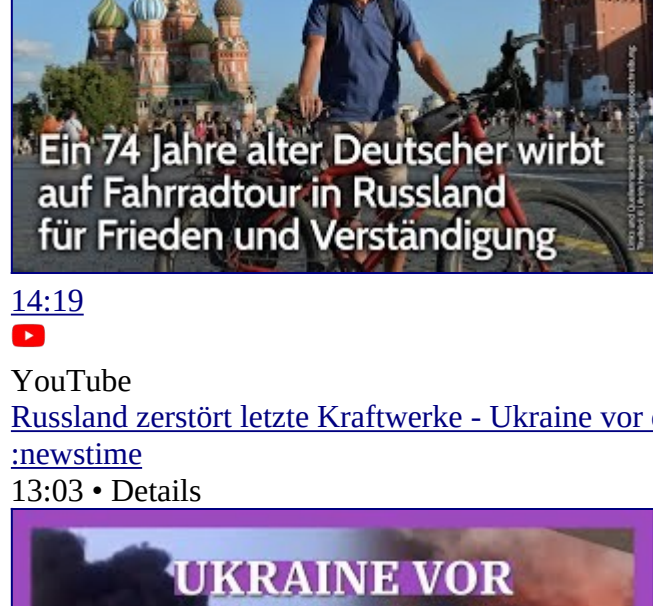 Ein 74 Jahre alter Deutscher wirbt
auf Fahrradtour in Russland
für Frieden und Verständigung
14:19
YouTube
Russland zerstört letzte Kraftwerke - Ukraine vor
:newstime
13:03 • Details
UKRAINE VOR